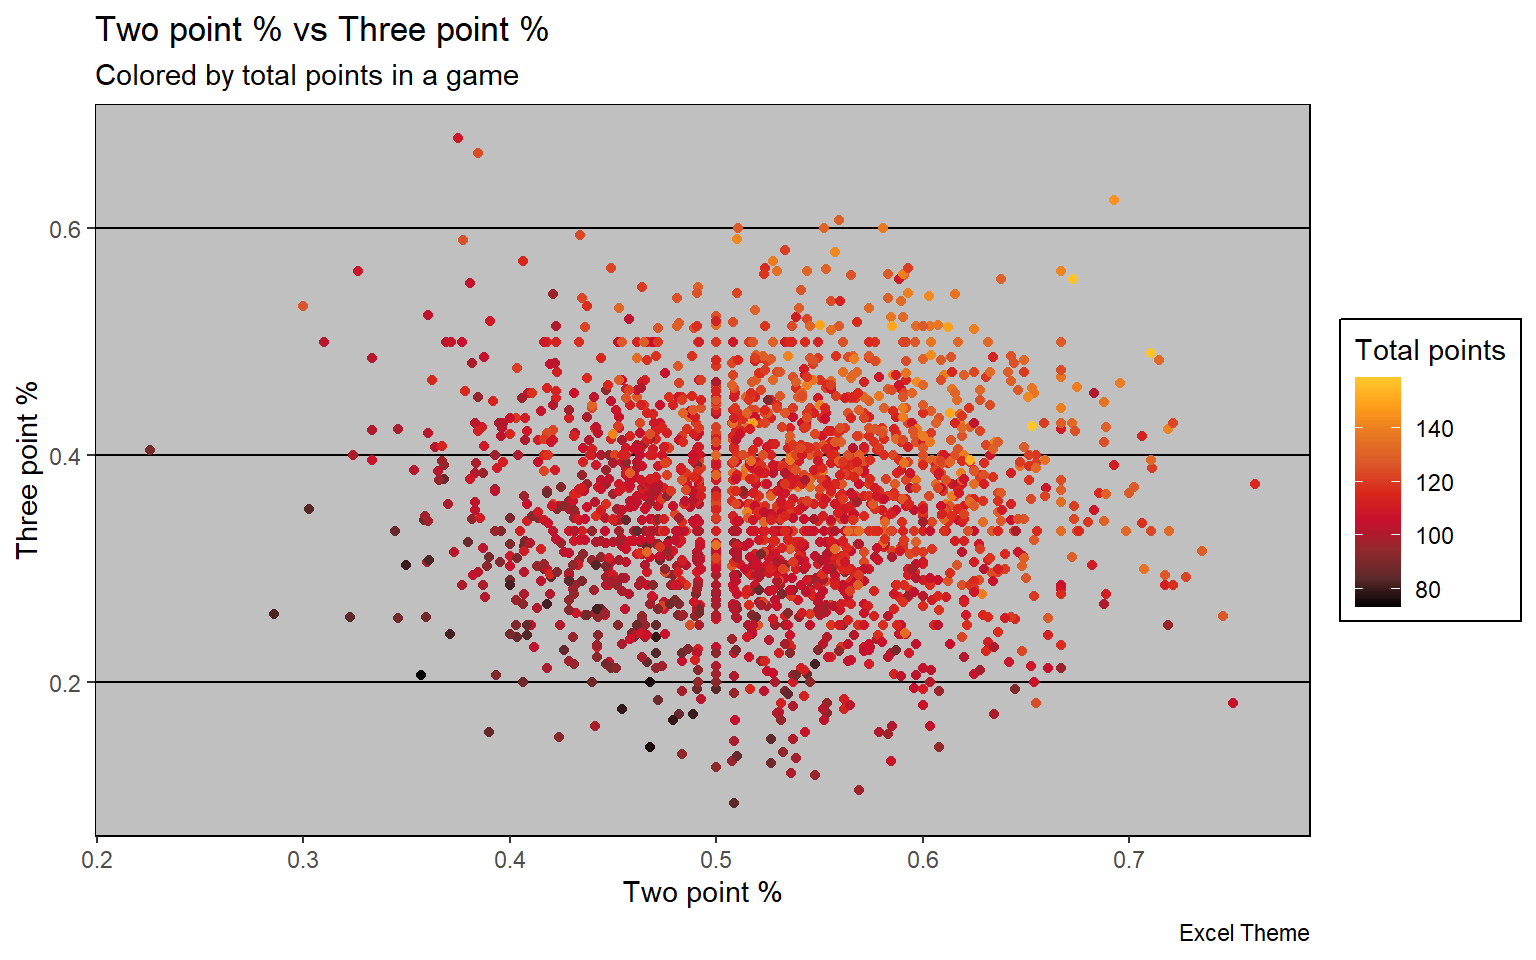 Two point % vs Three point %
Colored by total points in a game
0.6
0.4
0.2
Three point %
0.2 0.3 0.4 0.5 0.6 0.7
Two point %
Total points
140
120
100
80
Excel Theme